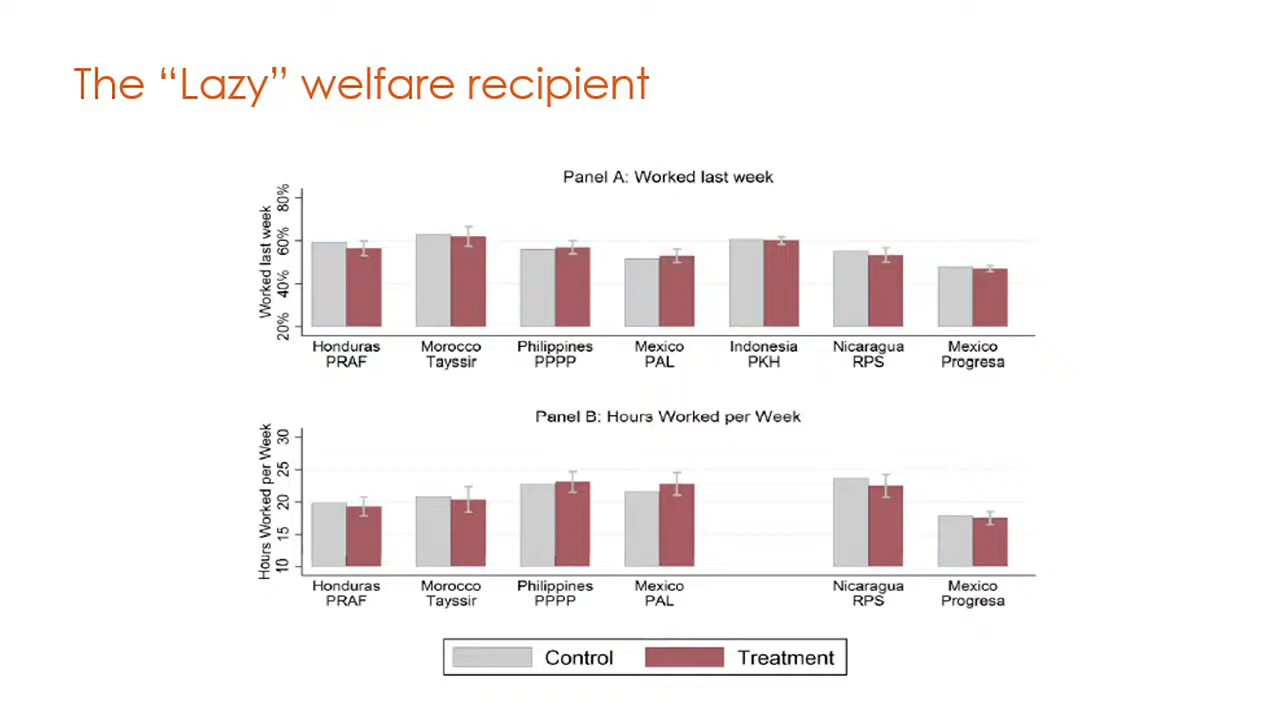 The “Lazy” welfare recipient
Panel A: Worked last week
Worked last week
80%
60%
40%
20%
Honduras PRAF
Morocco Tayssir
Philippines PPPP
Mexico PAL
Indonesia PKH
Nicaragua RPS
Mexico Progresa
Panel B: Hours Worked per Week
Hours Worked per Week
30
25
20
15
10
Honduras PRAF
Morocco Tayssir
Philippines PPPP
Mexico PAL
Nicaragua RPS
Mexico Progresa
Control
Treatment